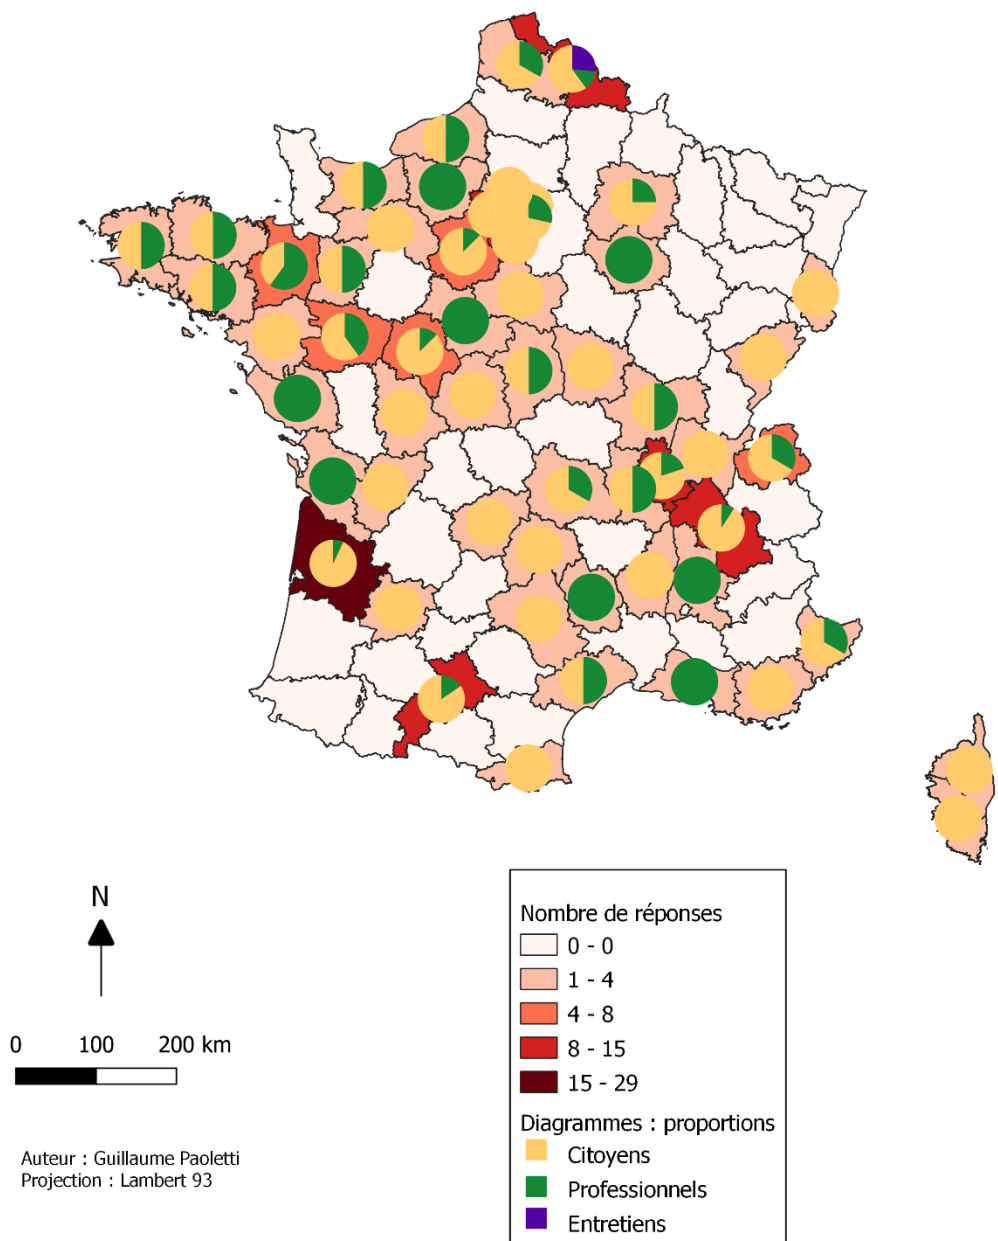 N
0 100 200 km
Auteur : Guillaume Paoletti
Projection : Lambert 93
Nombre de réponses
0 - 0
1 - 4
4 - 8
8 - 15
15 - 29
Diagrammes : proportions
Citoyens
Professionnels
Entretiens